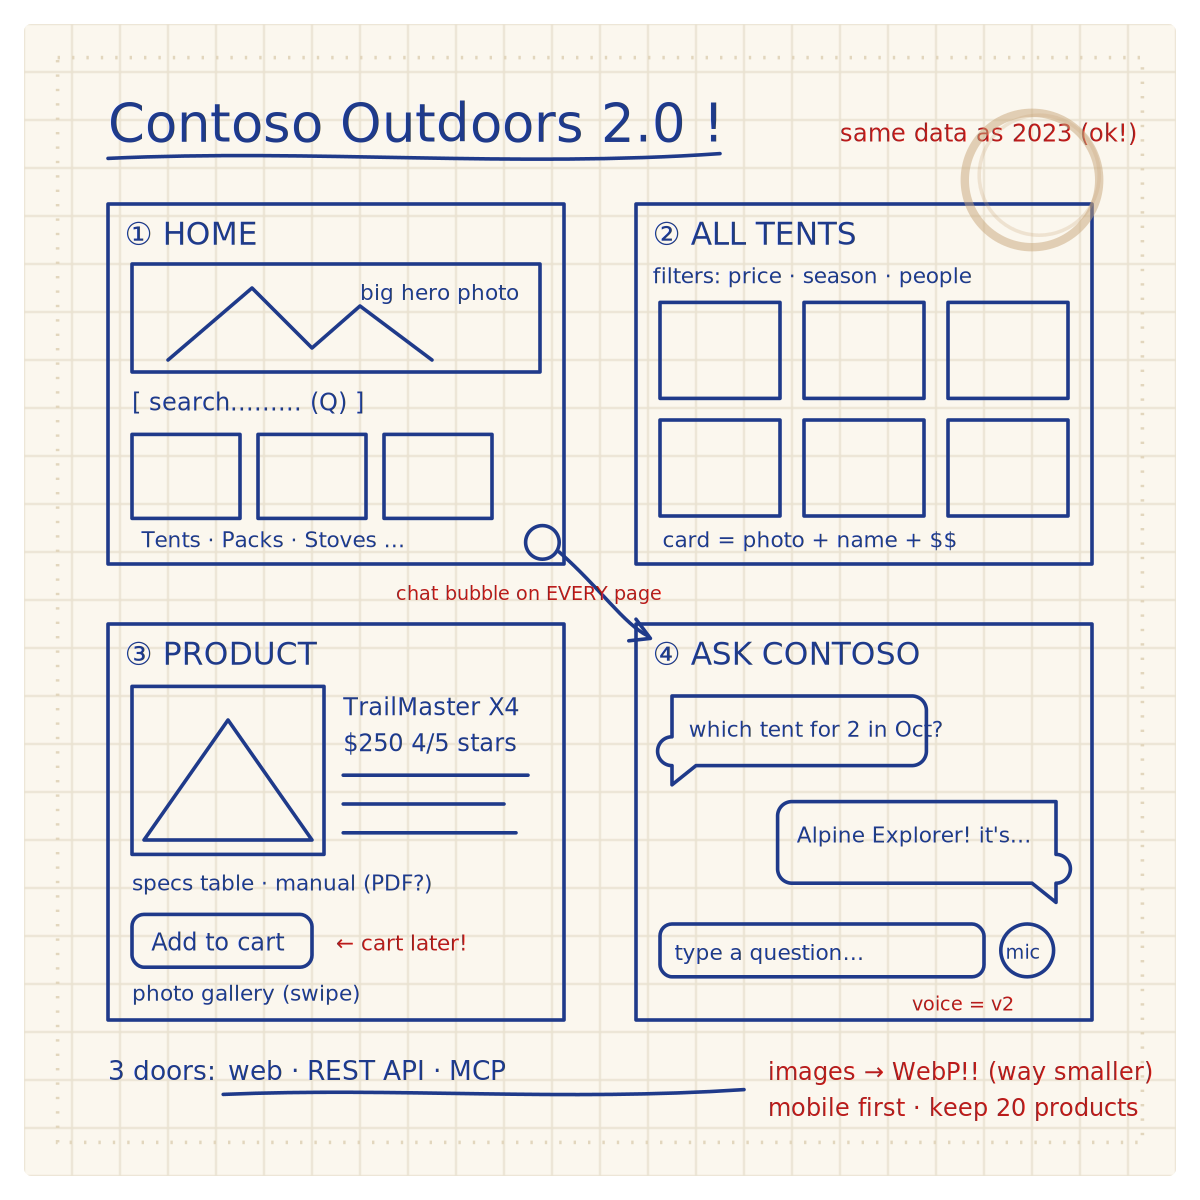 Contoso Outdoors 2.0 !
same data as 2023 (ok!)
① HOME
big hero photo
[ search......... (Q) ]
Tents · Packs · Stoves ...
② ALL TENTS
filters: price · season · people
card = photo + name + $$
chat bubble on EVERY page
③ PRODUCT
TrailMaster X4
$250 4/5 stars
specs table · manual (PDF?)
Add to cart
← cart later!
photo gallery (swipe)
④ ASK CONTOSO
which tent for 2 in Oct?
Alpine Explorer! it's...
type a question...
mic
voice = v2
3 doors: web · REST API · MCP
images → WebP!! (way smaller)
mobile first · keep 20 products